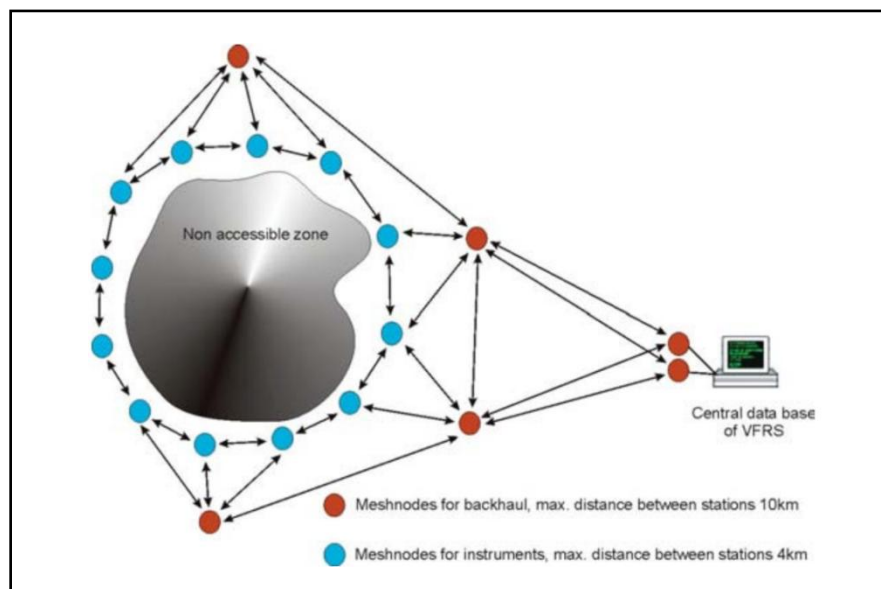 Non accessible zone
Central data base
of VFRS
Meshnodes for backhaul, max. distance between stations 10km
Meshnodes for instruments, max. distance between stations 4km